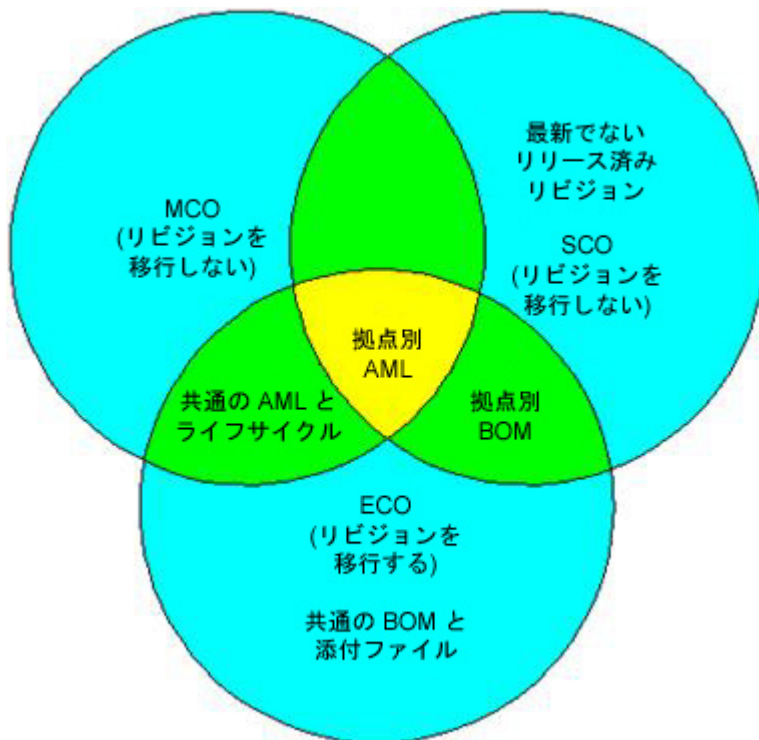 MCO
(リビジョンを
移行しない)
最新でない
リリース済み
リビジョン
SCO
(リビジョンを
移行しない)
拠点別
AML
共通の AML と
ライフサイクル
拠点別
BOM
ECO
(リビジョンを
移行する)
共通の BOM と
添付ファイル